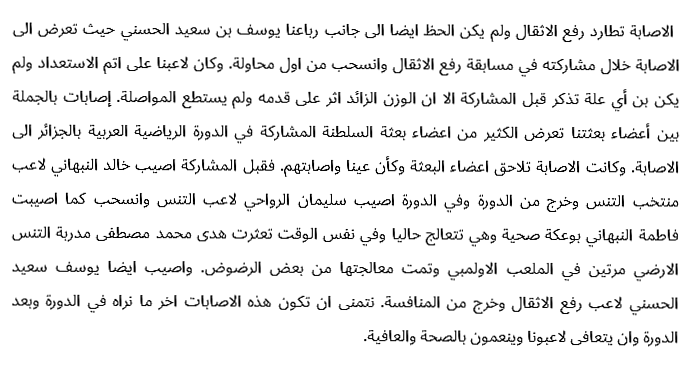 الاصابة تطارد رفع الاثقال ولم يكن الحظ ايضا الى جانب رباعنا يوسف بن سعيد الحسني حيث تعرض الى
الاصابة خلال مشاركته في مسابقة رفع الاثقال وانسحب من اول محاولة. وكان لاعبنا على اتم الاستعداد ولم
يكن بن أي علة تذكر قبل المشاركة الا ان الوزن الزائد اثر على قدمه ولم يستطع المواصلة. إصابات بالجملة
بين أعضاء بعثتنا تعرض الكثير من اعضاء بعثة السلطنة المشاركة في الدورة الرياضية العربية بالجزائر الى
الاصابة. وكانت الاصابة تلاحق اعضاء البعثة وكأن عينا واصابتهم. فقبل المشاركة اصيب خالد النبهاني لاعب
منتخب التنس وخرج من الدورة وفي الدورة اصيب سليمان الرواحي لاعب التنس وانسحب كما اصيبت
فاطمة النبهاني بوعكة صحية وهي تتعالج حاليا وفي نفس الوقت تعثرت هدى محمد مصطفى مدربة التنس
الارضي مرتين في الملعب الاولمبي وتمت معالجتها من بعض الرضوض. واصيب ايضا يوسف سعيد
الحسني لاعب رفع الاثقال وخرج من المنافسة. نتمنى ان تكون هذه الاصابات اخر ما نراه في الدورة وبعد
الدورة وان يتعافى لاعبونا وينعمون بالصحة والعافية.